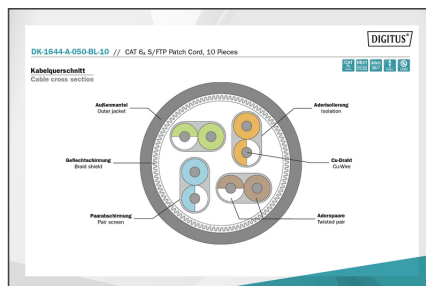 DIGITUS®
DK-1644-A-050-BL-10 // CAT 6A S/FTP Patch Cord, 10 Pieces
Kabelquerschnitt
Cable cross section
Außenmantel
Outer jacket
Aderisolierung
Isolation
Geflechtschirmung
Braid shield
Cu-Draht
Cu-Wire
Paarabschirmung
Pair screen
Adernpaare
Twisted pair